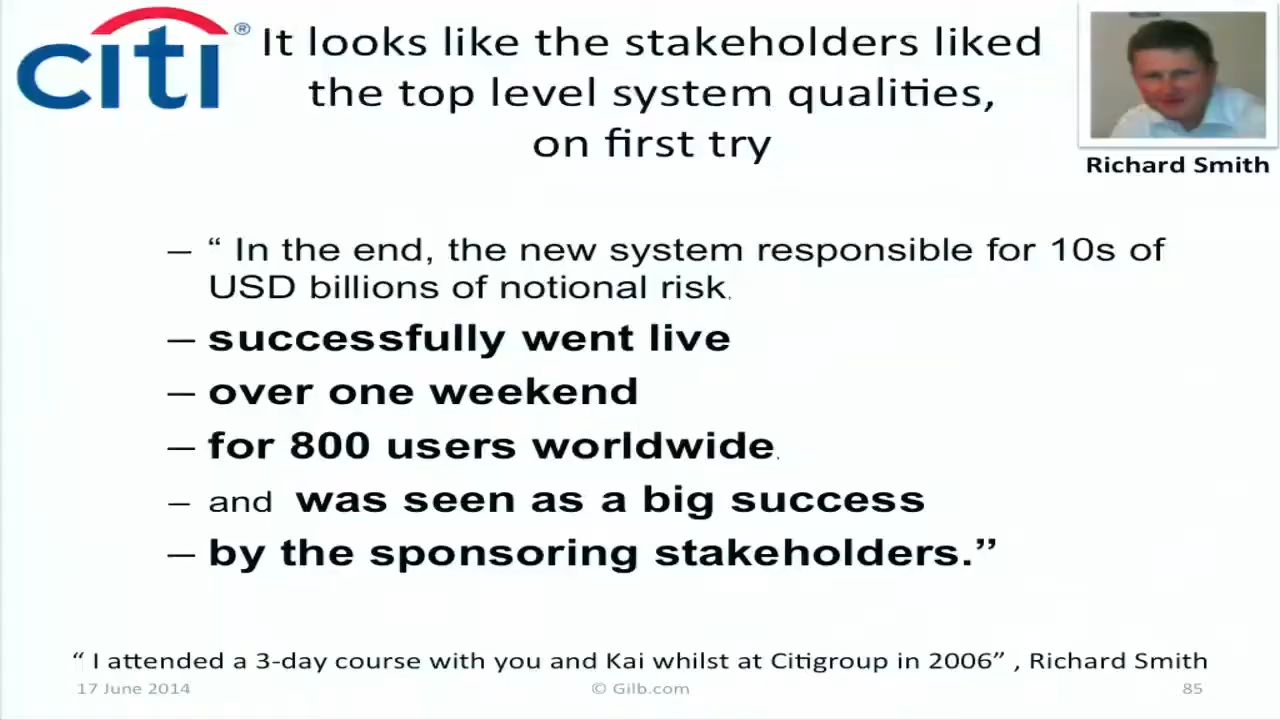 citi®
It looks like the stakeholders liked
the top level system qualities,
on first try
Richard Smith
– “ In the end, the new system responsible for 10s of
USD billions of notional risk.
– successfully went live
– over one weekend
– for 800 users worldwide.
– and was seen as a big success
– by the sponsoring stakeholders.”
“ I attended a 3-day course with you and Kai whilst at Citigroup in 2006” , Richard Smith
17 June 2014
© Gilb.com
85